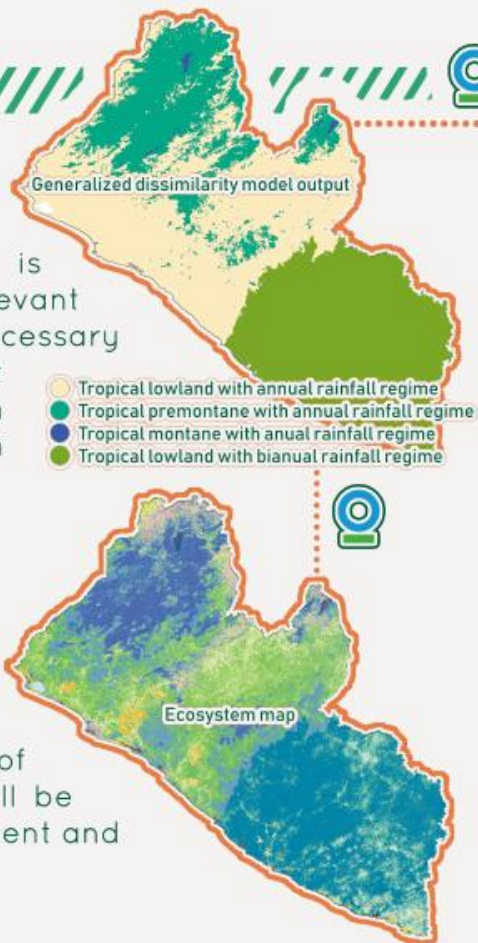 Generalized dissimilarity model output
is
evant
cessary
Tropical lowland with annual rainfall regime
Tropical premontane with annual rainfall regime
Tropical montane with anual rainfall regime
Tropical lowland with bianual rainfall regime
Ecosystem map
of
ll be
ent and